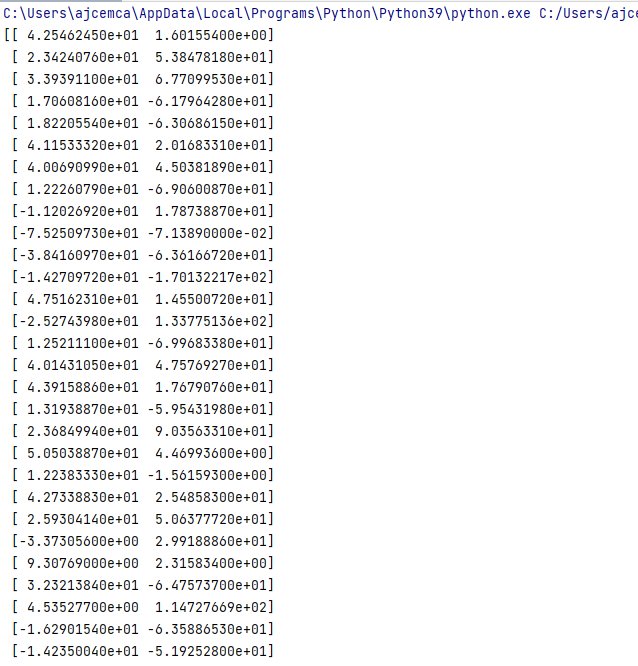 C:\Users\ajcemca\AppData\Local\Programs\Python\Python39\python.exe C:/Users/ajce
[[ 4.25462450e+01  1.60155400e+00]
 [ 2.34240760e+01  5.38478180e+01]
 [ 3.39391100e+01  6.77099530e+01]
 [ 1.70608160e+01 -6.17964280e+01]
 [ 1.82205540e+01 -6.30686150e+01]
 [ 4.11533320e+01  2.01683310e+01]
 [ 4.00690990e+01  4.50381890e+01]
 [ 1.22260790e+01 -6.90600870e+01]
 [-1.12026920e+01  1.78738870e+01]
 [-7.52509730e+01 -7.13890000e-02]
 [-3.84160970e+01 -6.36166720e+01]
 [-1.42709720e+01 -1.70132217e+02]
 [ 4.75162310e+01  1.45500720e+01]
 [-2.52743980e+01  1.33775136e+02]
 [ 1.25211100e+01 -6.99683380e+01]
 [ 4.01431050e+01  4.75769270e+01]
 [ 4.39158860e+01  1.76790760e+01]
 [ 1.31938870e+01 -5.95431980e+01]
 [ 2.36849940e+01  9.03563310e+01]
 [ 5.05038870e+01  4.46993600e+00]
 [ 1.22383330e+01 -1.56159300e+00]
 [ 4.27338830e+01  2.54858300e+01]
 [ 2.59304140e+01  5.06377720e+01]
 [-3.37305600e+00  2.99188860e+01]
 [ 9.30769000e+00  2.31583400e+00]
 [ 3.23213840e+01 -6.47573700e+01]
 [ 4.53527700e+00  1.14727669e+02]
 [-1.62901540e+01 -6.35886530e+01]
 [-1.42350040e+01 -5.19252800e+01]